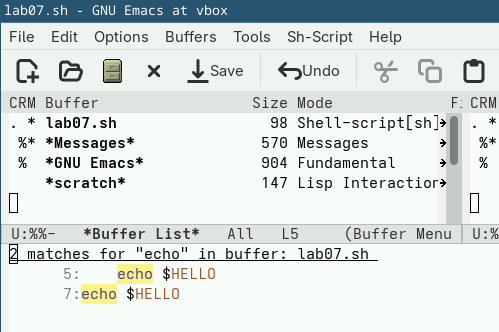 lab07.sh - GNU Emacs at vbox
File Edit Options Buffers Tools Sh-Script Help
Save Undo
CRM Buffer Size Mode F: CRM
. * lab07.sh 98 Shell-script[sh] . *
%* *Messages* 570 Messages %*
% *GNU Emacs* 904 Fundamental %
*scratch* 147 Lisp Interaction
U:%%- *Buffer List* All L5 (Buffer Menu U:%
2 matches for "echo" in buffer: lab07.sh
5: echo $HELLO
7:echo $HELLO